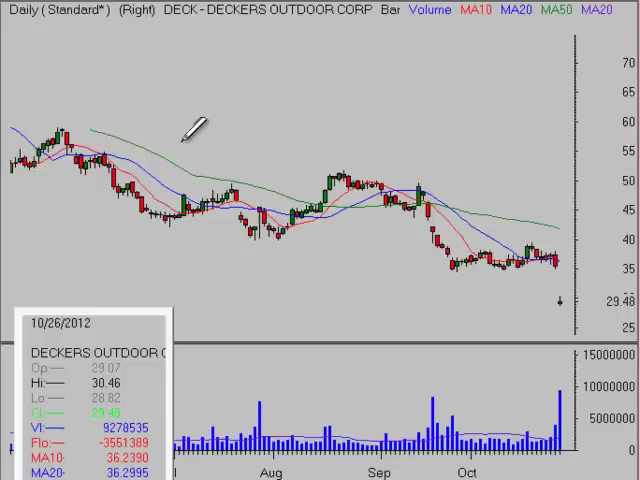 Daily ( Standard* ) (Right) DECK - DECKERS OUTDOOR CORP Bar Volume MA10 MA20 MA50 MA20
70
65
60
55
50
45
40
35
29.48
25
10/26/2012
DECKERS OUTDOOR
Op: 29.07
Hi: 30.46
Lo: 28.82
Cl: 29.48
Vl: 9278535
Flo: -3551389
MA10- 36.2390
MA20- 36.2995
15000000
10000000
5000000
0
Aug Sep Oct